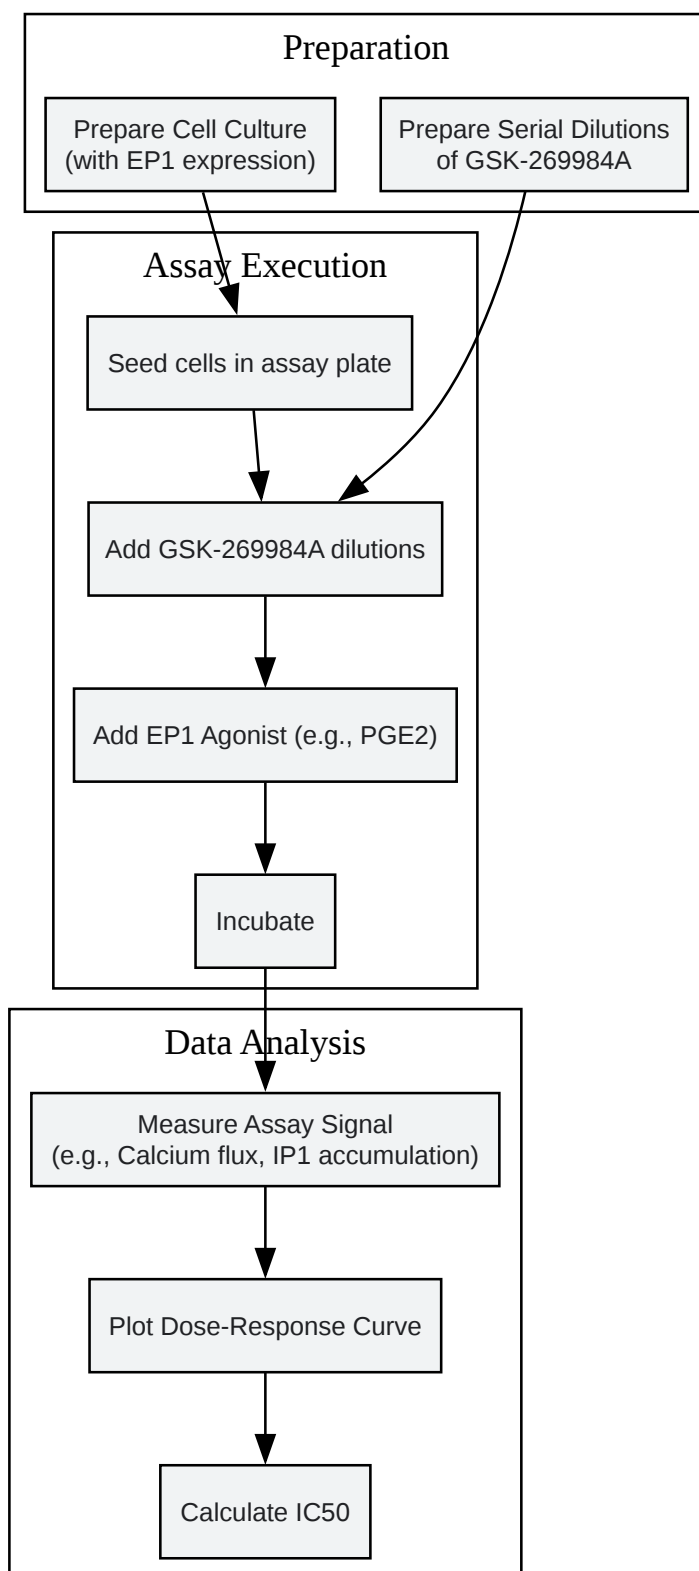 Preparation
Prepare Cell Culture
(with EP1 expression)
Prepare Serial Dilutions
of GSK-269984A
Assay Execution
Seed cells in assay plate
Add GSK-269984A dilutions
Add EP1 Agonist (e.g., PGE2)
Incubate
Data Analysis
Measure Assay Signal
(e.g., Calcium flux, IP1 accumulation)
Plot Dose-Response Curve
Calculate IC50